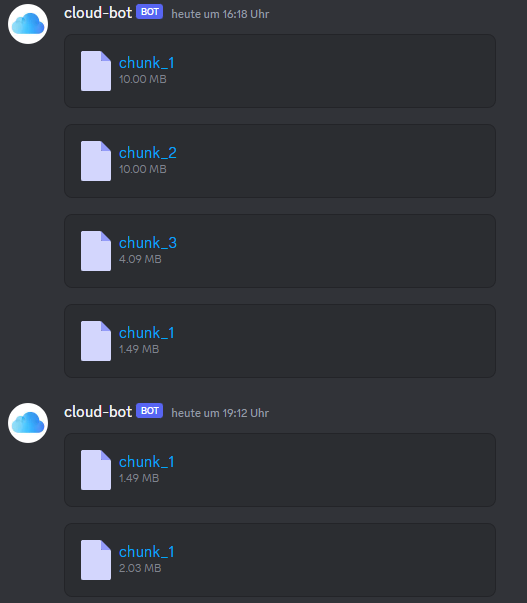 cloud-bot BOT heute um 16:18 Uhr
chunk_1
10.00 MB
chunk_2
10.00 MB
chunk_3
4.09 MB
chunk_1
1.49 MB
cloud-bot BOT heute um 19:12 Uhr
chunk_1
1.49 MB
chunk_1
2.03 MB